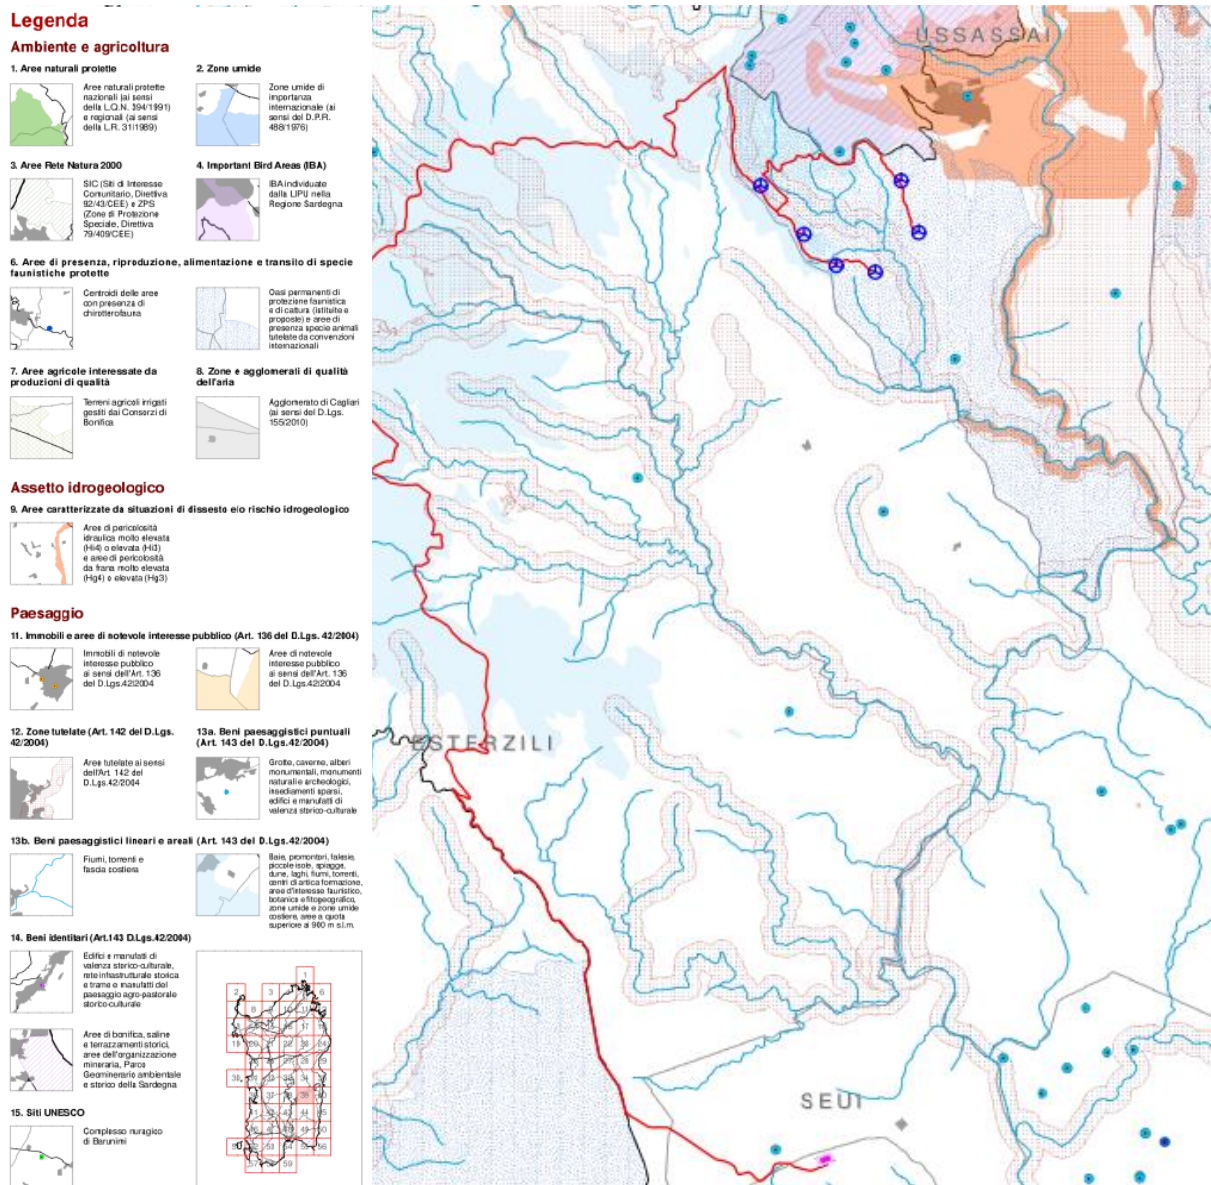 Legenda
Ambiente e agricoltura
1. Aree naturali protette
Aree naturali protette
nazionali (ai sensi
della L.Q.N. 394/1991)
e regionali (ai sensi
della L.R. 31/1989)
2. Zone umide
Zone umide di
importanza
internazionale (ai
sensi del D.P.R.
488/1976)
3. Aree Rete Natura 2000
SIC (Siti di Interesse
Comunitario, Direttiva
92/43/CEE) e ZPS
(Zone di Protezione
Speciale, Direttiva
79/409/CEE)
4. Important Bird Areas (IBA)
IBA individuate
dalla LIPU nella
Regione Sardegna
6. Aree di presenza, riproduzione, alimentazione e transito di specie
faunistiche protette
Centroidi delle aree
con presenza di
chirotterofauna
Oasi permanenti di
protezione faunistica
e di cattura (istituite e
proposte) e aree di
presenza specie animali
tutelate da convenzioni
internazionali
7. Aree agricole interessate da
produzioni di qualità
Terreni agricoli irrigati
gestiti dai Consorzi di
Bonifica
8. Zone e agglomerati di qualità
dell'aria
Agglomerato di Cagliari
(ai sensi del D.Lgs.
155/2010)
Assetto idrogeologico
9. Aree caratterizzate da situazioni di dissesto e/o rischio idrogeologico
Aree di pericolosità
idraulica molto elevata
(Hi4) o elevata (Hi3)
e aree di pericolosità
da frana molto elevata
(Hg4) o elevata (Hg3)
Paesaggio
11. Immobili e aree di notevole interesse pubblico (Art. 136 del D.Lgs. 42/2004)
Immobili di notevole
interesse pubblico
ai sensi dell'Art. 136
del D.Lgs.42/2004
Aree di notevole
interesse pubblico
ai sensi dell'Art. 136
del D.Lgs.42/2004
12. Zone tutelate (Art. 142 del D.Lgs.
42/2004)
Aree tutelate ai sensi
dell'Art. 142 del
D.Lgs.42/2004
13a. Beni paesaggistici puntuali
(Art. 143 del D.Lgs.42/2004)
Grotte, caverne, alberi
monumentali, monumenti
naturali e archeologici,
insediamenti sparsi,
edifici e manufatti di
valenza storico-culturale
13b. Beni paesaggistici lineari e areali (Art. 143 del D.Lgs.42/2004)
Fiumi, torrenti e
fascia costiera
Baie, promontori, falesie,
piccole isole, spiagge,
dune, laghi, fiumi, torrenti,
centri di antica formazione,
aree d'interesse faunistico,
botanico e fitogeografico,
zone umide e zone umide
costiere, aree a quota
superiore ai 900 m s.l.m.
14. Beni identitari (Art.143 D.Lgs.42/2004)
Edifici e manufatti di
valenza storico-culturale,
rete infrastrutturale storica
e trame e manufatti del
paesaggio agro-pastorale
storico-culturale
Aree di bonifica, saline
e terrazzamenti storici,
aree dell'organizzazione
mineraria, Parco
Geominerario ambientale
e storico della Sardegna
15. Siti UNESCO
Complesso nuragico
di Barumini
USSASSAI
ESTERZILI
SEUI